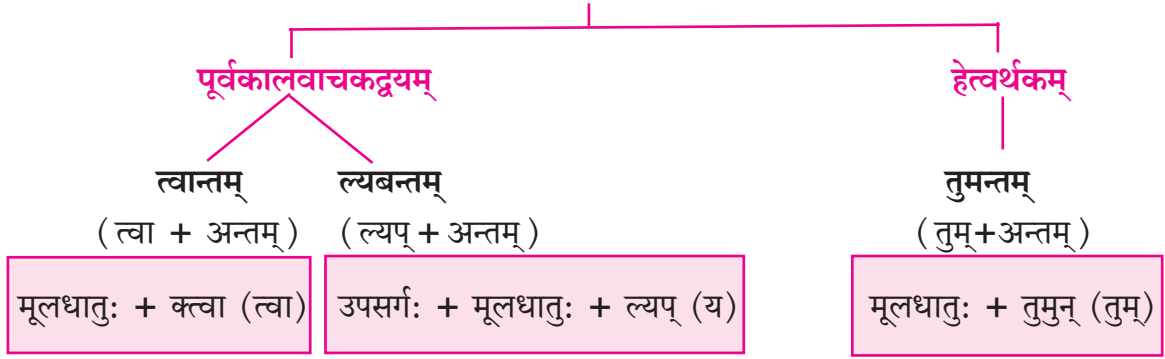 पूर्वकालवाचकद्वयम् हेत्वर्थकम्
त्वान्तम् ल्यबन्तम् तुमन्तम्
(त्वा + अन्तम्) (ल्यप् + अन्तम्) (तुम्+अन्तम्)
मूलधातुः + क्त्वा (त्वा) उपसर्गः + मूलधातुः + ल्यप् (य) मूलधातुः + तुमुन् (तुम्)